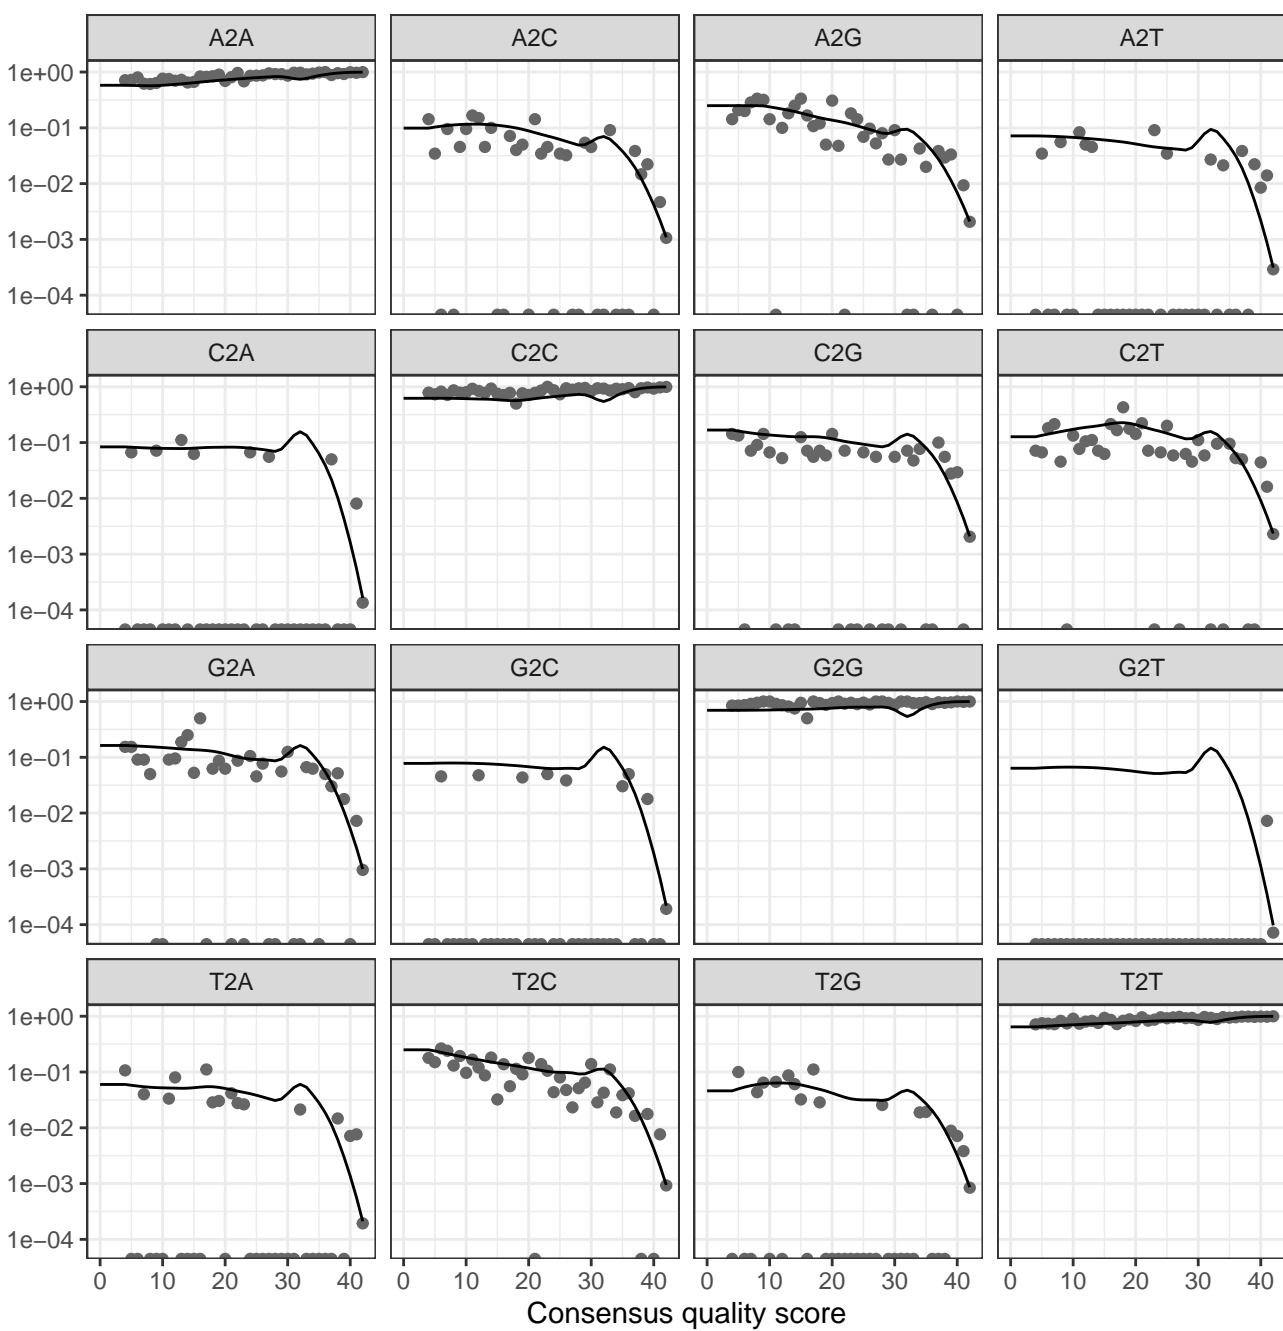 A2A A2C A2G A2T
1e+00
1e−01
1e−02
1e−03
1e−04
C2A C2C C2G C2T
1e+00
1e−01
1e−02
1e−03
1e−04
G2A G2C G2G G2T
1e+00
1e−01
1e−02
1e−03
1e−04
T2A T2C T2G T2T
1e+00
1e−01
1e−02
1e−03
1e−04
0 10 20 30 40 0 10 20 30 40 0 10 20 30 40 0 10 20 30 40
Consensus quality score